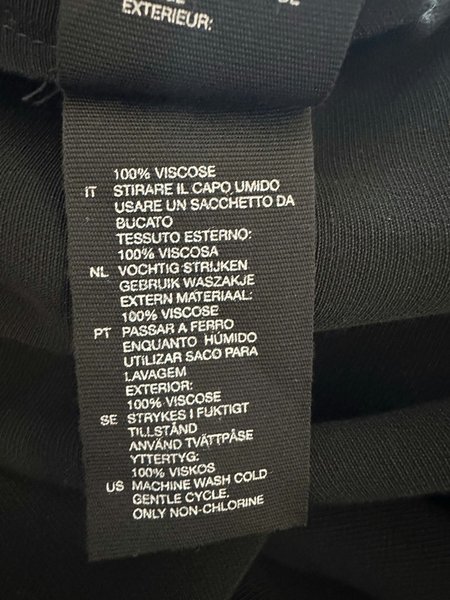 EXTERIEUR:
100% VISCOSE
IT STIRARE IL CAPO UMIDO
USARE UN SACCHETTO DA
BUCATO
TESSUTO ESTERNO:
100% VISCOSA
NL VOCHTIG STRIJKEN
GEBRUIK WASZAKJE
EXTERN MATERIAAL:
100% VISCOSE
PT PASSAR A FERRO
ENQUANTO HÚMIDO
UTILIZAR SACO PARA
LAVAGEM
EXTERIOR:
100% VISCOSE
SE STRYKES I FUKTIGT
TILLSTÅND
ANVÄND TVÄTTPÅSE
YTTERTYG:
100% VISKOS
US MACHINE WASH COLD
GENTLE CYCLE.
ONLY NON-CHLORINE